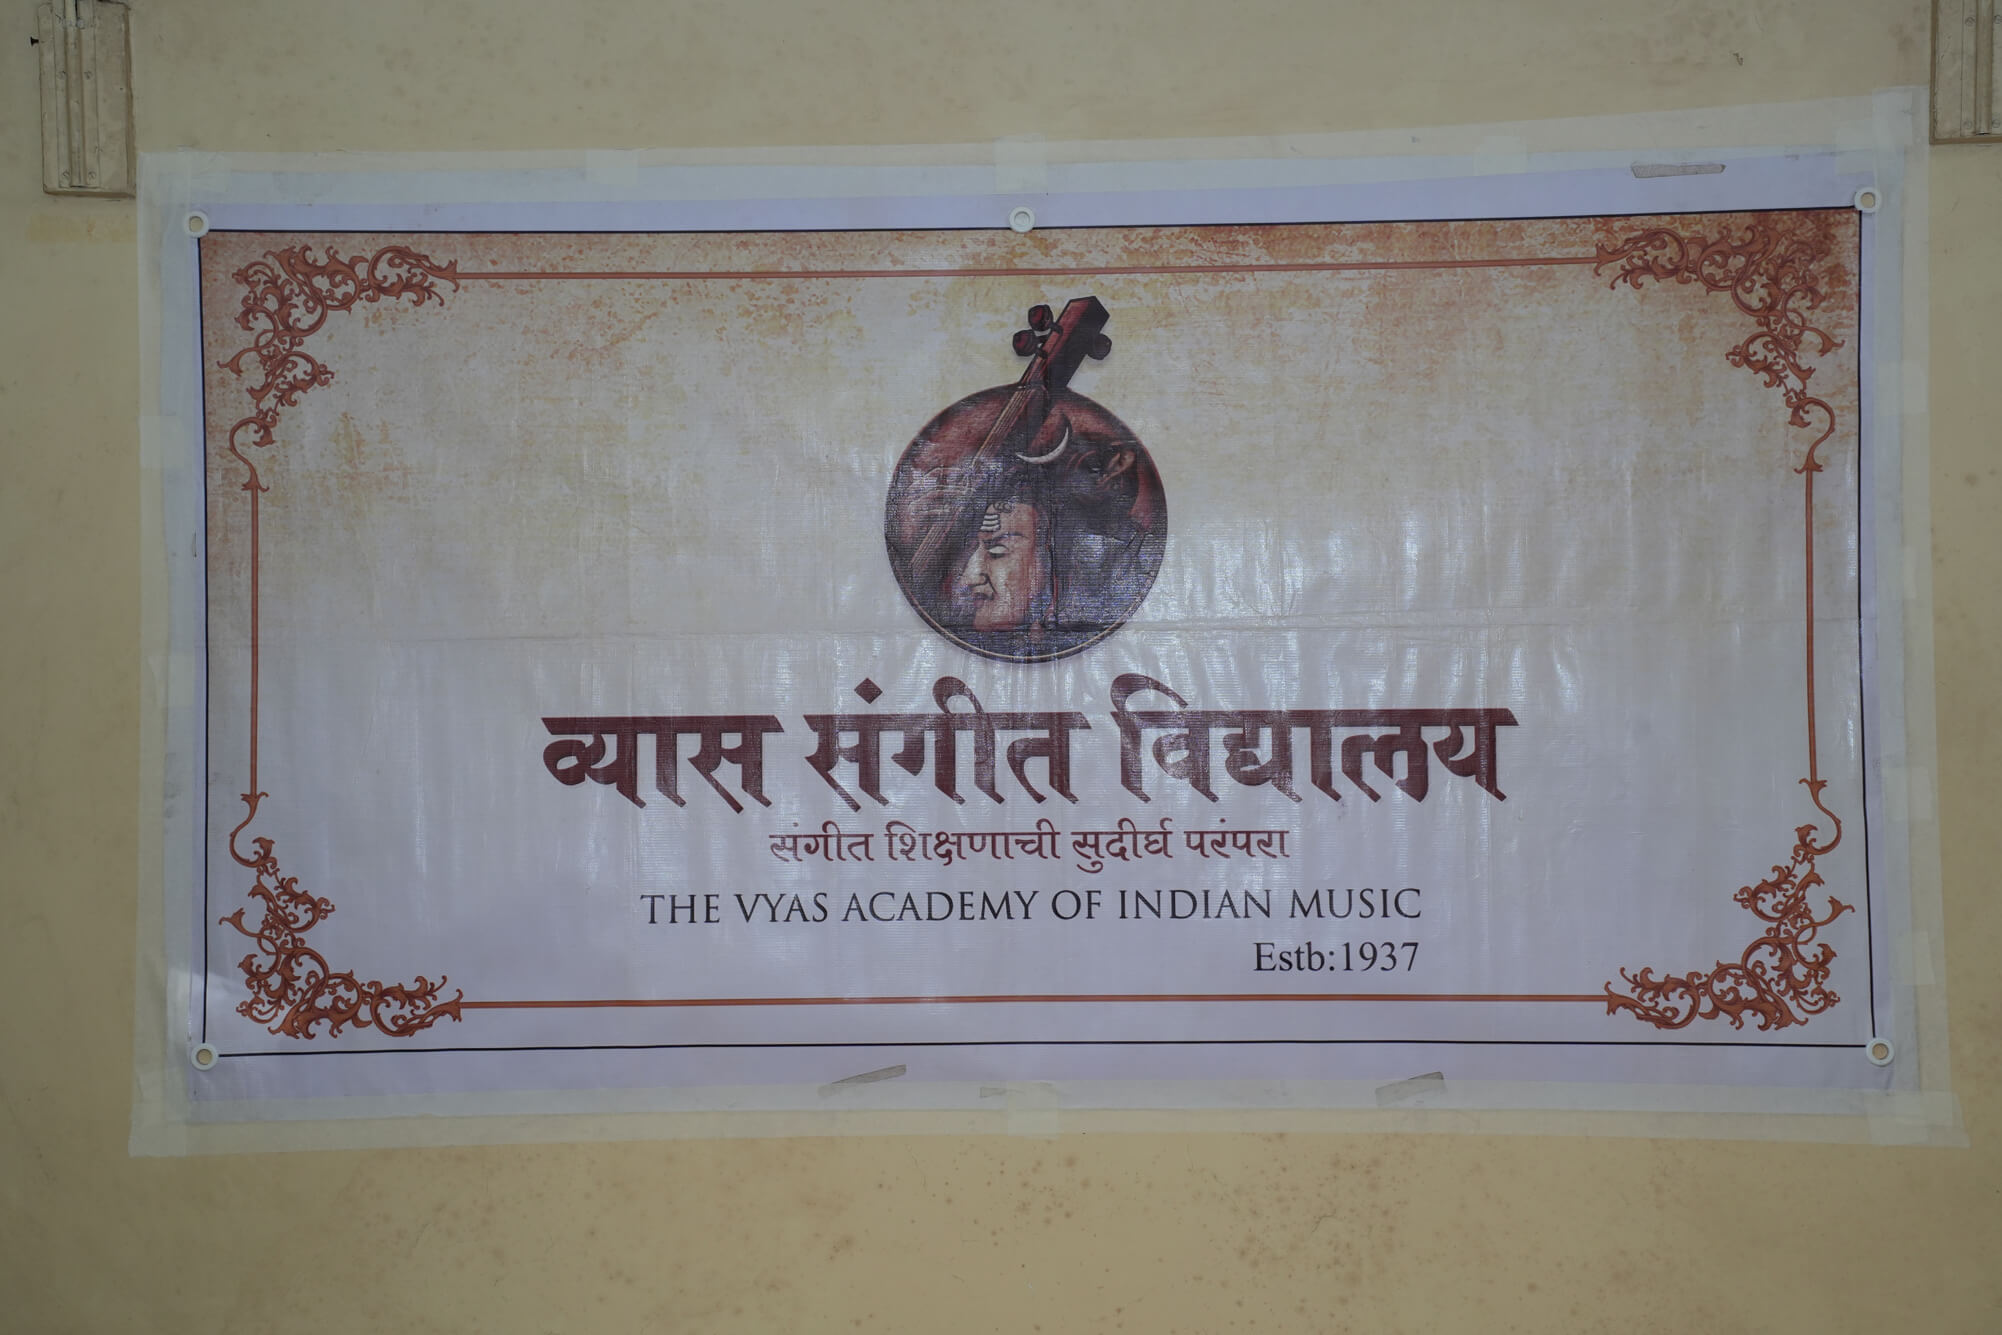 व्यास संगीत विद्यालय
संगीत शिक्षणाची सुदीर्घ परंपरा
THE VYAS ACADEMY OF INDIAN MUSIC
Estb:1937